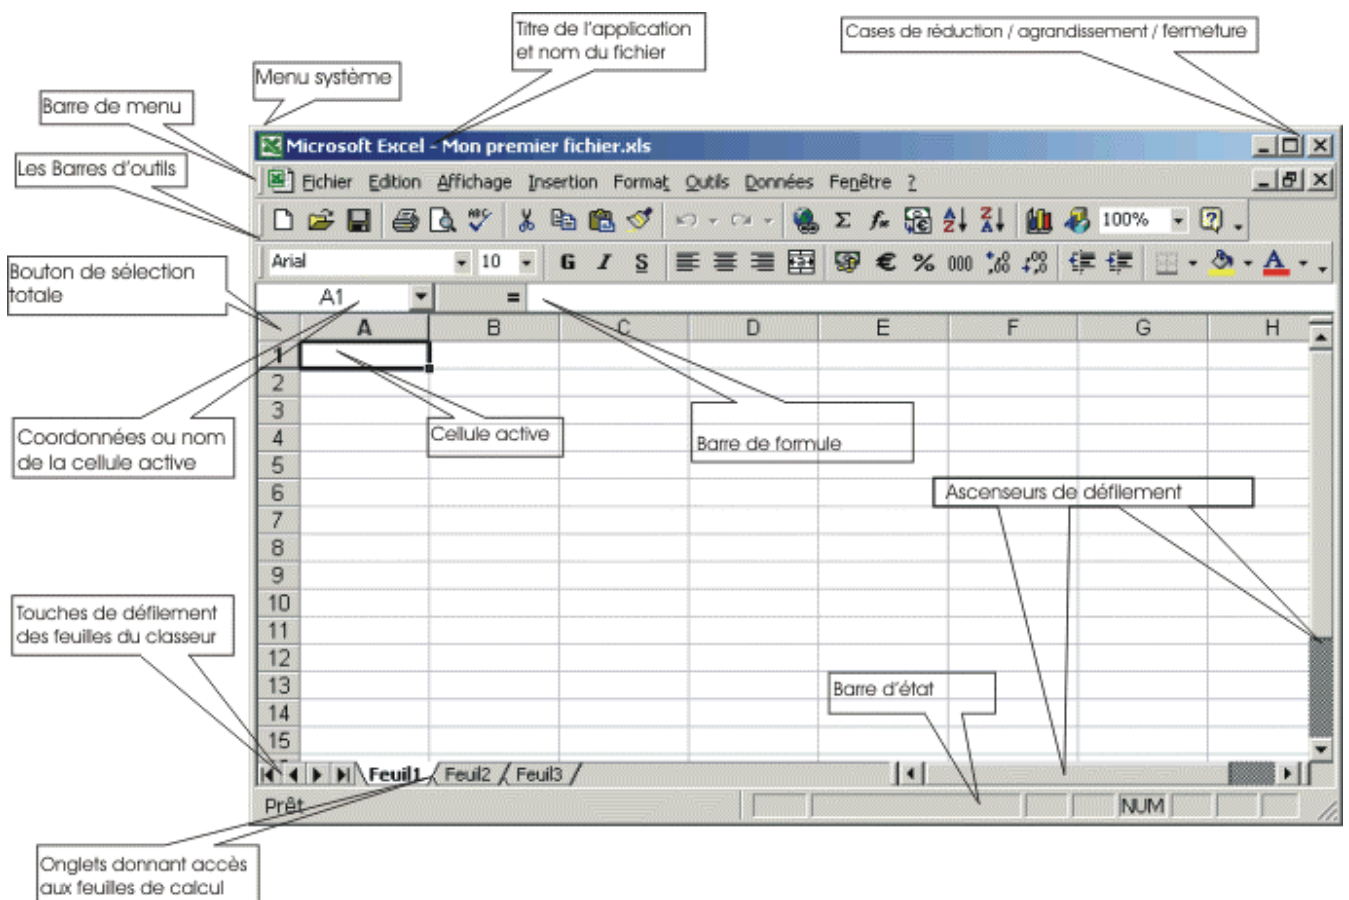 Titre de l'application
et nom du fichier
Cases de réduction / agrandissement / fermeture
Menu système
Barre de menu
Microsoft Excel - Mon premier fichier.xls
Les Barres d'outils
Fichier Edition Affichage Insertion Format Outils Données Fenêtre ?
100%
Bouton de sélection
totale
Arial 10 G I S € % 000
A1 =
A B C D E F G H
1
2
3
4
5
6
7
8
9
10
11
12
13
14
15
Coordonnées ou nom
de la cellule active
Cellule active
Barre de formule
Ascenseurs de défilement
Touches de défilement
des feuilles du classeur
Barre d'état
Feuil1 Feuil2 Feuil3
Prêt NUM
Onglets donnant accès
aux feuilles de calcul